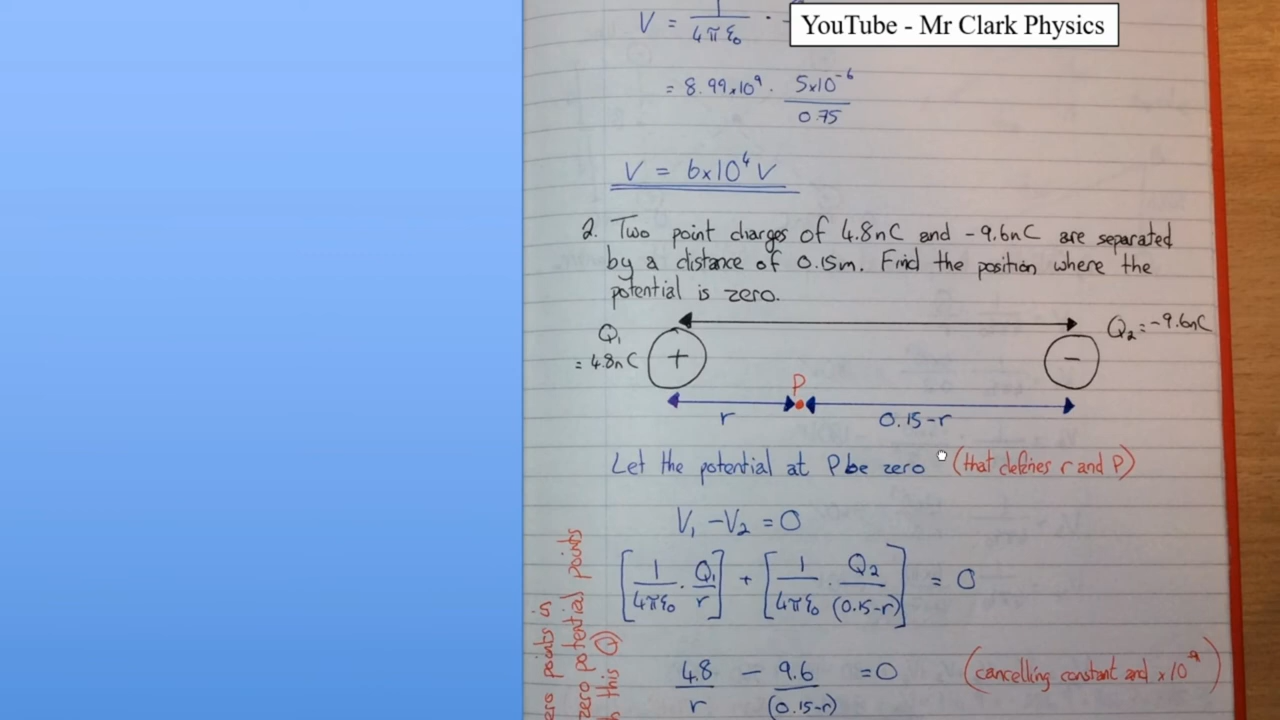 YouTube - Mr Clark Physics
V = 1/4πε₀ ·
= 8.99x10⁹ · 5x10⁻⁶/0.75
V = 6x10⁴ V
2. Two point charges of 4.8nC and -9.6nC are separated
by a distance of 0.15m. Find the position where the
potential is zero.
Q₁ = 4.8nC
+
-
Q₂ = -9.6nC
P
r
0.15-r
Let the potential at P be zero (that defines r and P)
V₁ - V₂ = 0
[1/4πε₀ · Q₁/r] + [1/4πε₀ · Q₂/(0.15-r)] = 0
4.8/r - 9.6/(0.15-r) = 0 (cancelling constant and x10⁻⁹)
points is
zero potential points
this Q)